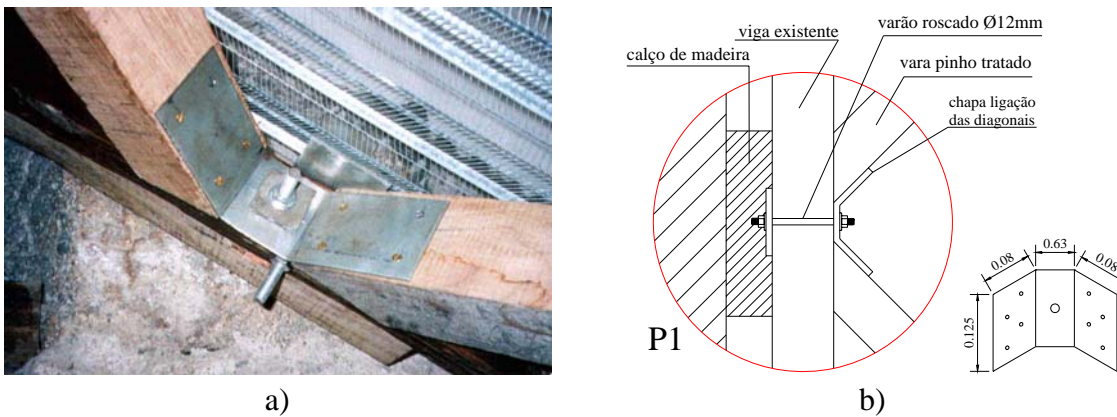 varão roscado Ø12mm
viga existente
calço de madeira
vara pinho tratado
chapa ligação
das diagonais
P1
0.08
0.63
0.08
0.125
a)
b)